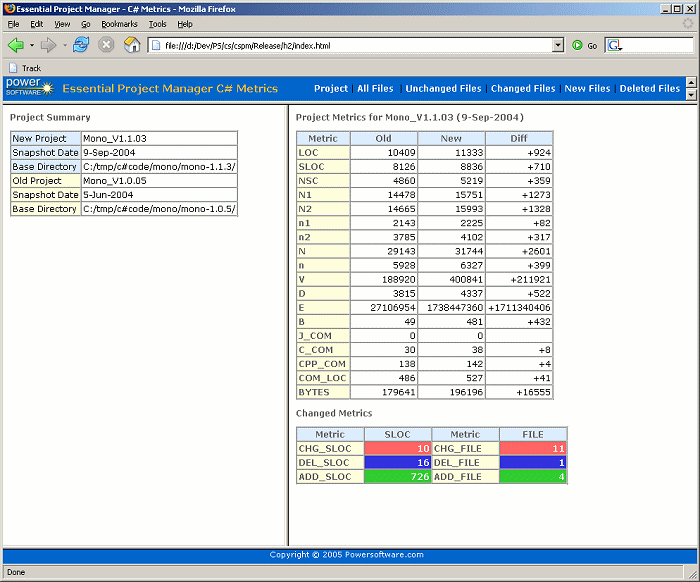 Essential Project Manager - C# Metrics - Mozilla Firefox
File Edit View Go Bookmarks Tools Help
file:///d:/Dev/PS/cs/cspm/Release/h2/index.html Go G
Track
power SOFTWARE Essential Project Manager C# Metrics Project | All Files | Unchanged Files | Changed Files | New Files | Deleted Files
Project Summary
New Project Mono_V1.1.03
Snapshot Date 9-Sep-2004
Base Directory C:/tmp/c#code/mono/mono-1.1.3/
Old Project Mono_V1.0.05
Snapshot Date 5-Jun-2004
Base Directory C:/tmp/c#code/mono/mono-1.0.5/
Project Metrics for Mono_V1.1.03 (9-Sep-2004)
Metric Old New Diff
LOC 10409 11333 +924
SLOC 8126 8836 +710
NSC 4860 5219 +359
N1 14478 15751 +1273
N2 14665 15993 +1328
n1 2143 2225 +82
n2 3785 4102 +317
N 29143 31744 +2601
n 5928 6327 +399
V 188920 400841 +211921
D 3815 4337 +522
E 27106954 1738447360 +1711340406
B 49 481 +432
J_COM 0 0
C_COM 30 38 +8
CPP_COM 138 142 +4
COM_LOC 486 527 +41
BYTES 179641 196196 +16555
Changed Metrics
Metric SLOC Metric FILE
CHG_SLOC 10 CHG_FILE 11
DEL_SLOC 16 DEL_FILE 1
ADD_SLOC 726 ADD_FILE 4
Copyright © 2005 Powersoftware.com
Done